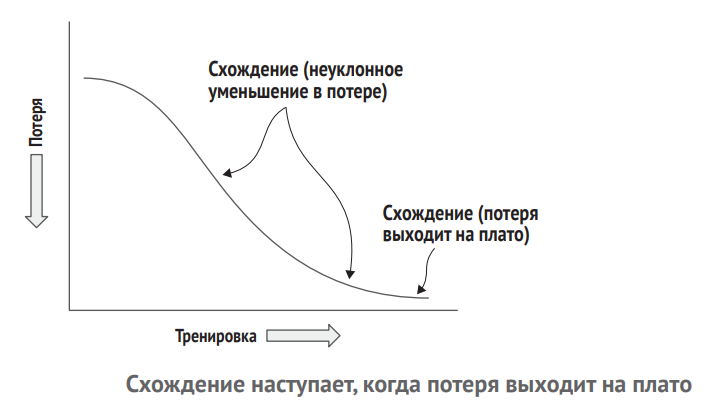 Схождение (неуклонное
уменьшение в потере)
Потеря
Схождение (потеря
выходит на плато)
Тренировка
Схождение наступает, когда потеря выходит на плато